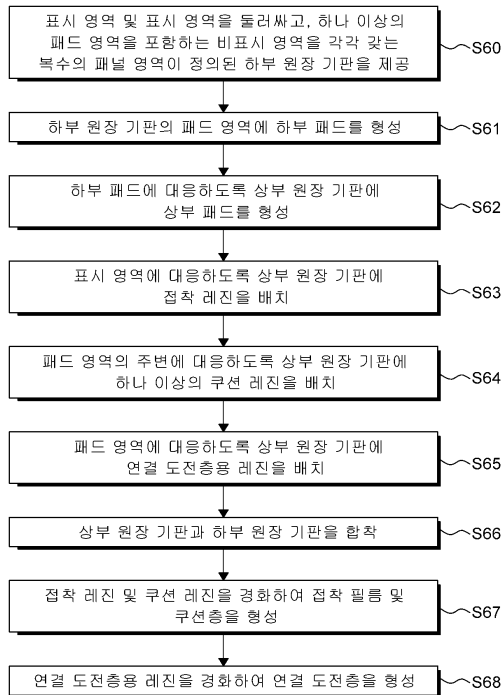 표시 영역 및 표시 영역을 둘러싸고, 하나 이상의
패드 영역을 포함하는 비표시 영역을 각각 갖는
복수의 패널 영역이 정의된 하부 원장 기판을 제공
S60
하부 원장 기판의 패드 영역에 하부 패드를 형성
S61
하부 패드에 대응하도록 상부 원장 기판에
상부 패드를 형성
S62
표시 영역에 대응하도록 상부 원장 기판에
접착 레진을 배치
S63
패드 영역의 주변에 대응하도록 상부 원장 기판에
하나 이상의 쿠션 레진을 배치
S64
패드 영역에 대응하도록 상부 원장 기판에
연결 도전층용 레진을 배치
S65
상부 원장 기판과 하부 원장 기판을 합착
S66
접착 레진 및 쿠션 레진을 경화하여 접착 필름 및
쿠션층을 형성
S67
연결 도전층용 레진을 경화하여 연결 도전층을 형성
S68